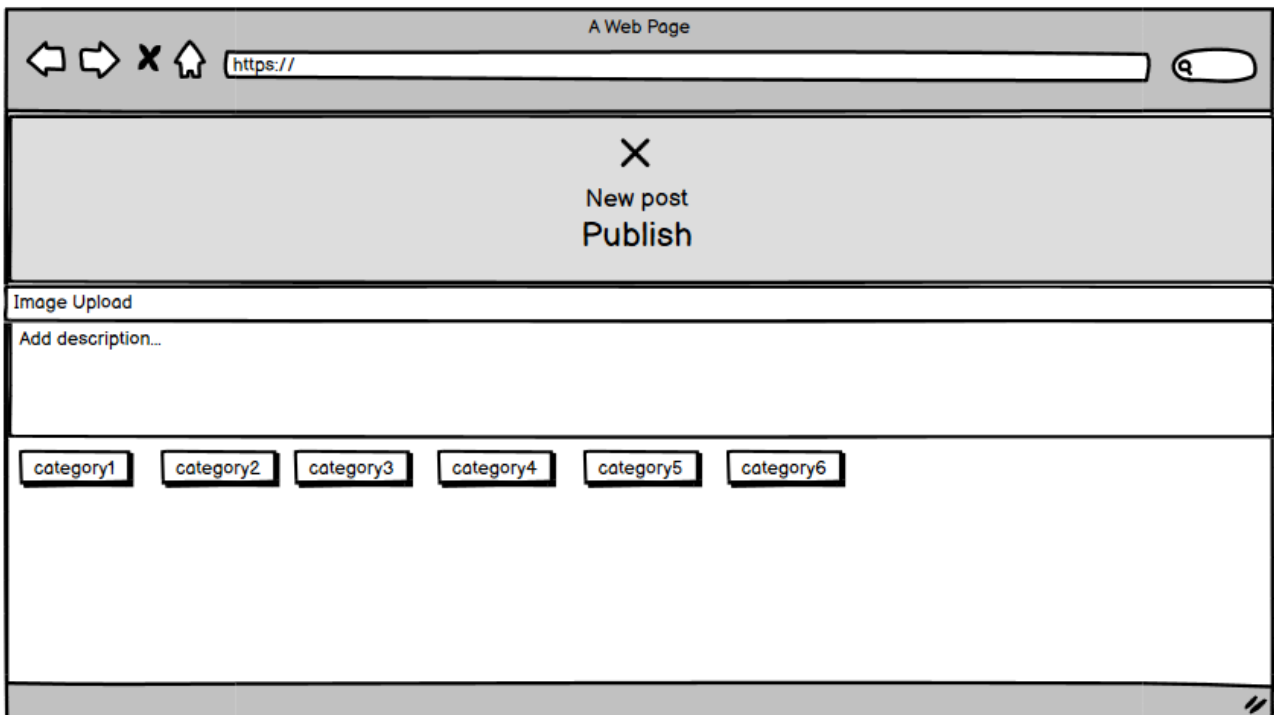 A Web Page
https://
New post
Publish
Image Upload
Add description...
category1 category2 category3 category4 category5 category6